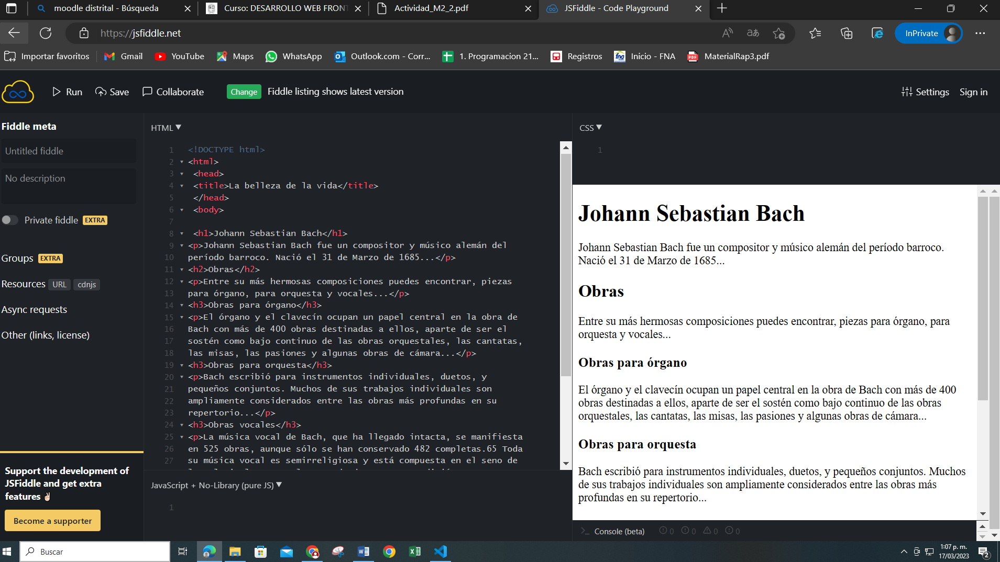 moodle distrital - Búsqueda
Curso: DESARROLLO WEB FRONT
Actividad_M2_2.pdf
JSFiddle - Code Playground
https://jsfiddle.net
InPrivate
Importar favoritos
Gmail
YouTube
Maps
WhatsApp
Outlook.com - Corr...
1. Programacion 21...
Registros
Inicio - FNA
MaterialRap3.pdf
Run
Save
Collaborate
Change
Fiddle listing shows latest version
Settings
Sign in
Fiddle meta
Untitled fiddle
No description
Private fiddle EXTRA
Groups EXTRA
Resources URL cdnjs
Async requests
Other (links, license)
Support the development of
JSFiddle and get extra
features ✌🏻
Become a supporter
HTML ▼
1 <!DOCTYPE html>
2 <html>
3 <head>
4 <title>La belleza de la vida</title>
5 </head>
6 <body>
7
8 <h1>Johann Sebastian Bach</h1>
9 <p>Johann Sebastian Bach fue un compositor y músico alemán del
10 período barroco. Nació el 31 de Marzo de 1685...</p>
11 <h2>Obras</h2>
12 <p>Entre su más hermosas composiciones puedes encontrar, piezas
13 para órgano, para orquesta y vocales...</p>
14 <h3>Obras para órgano</h3>
15 <p>El órgano y el clavecín ocupan un papel central en la obra de
16 Bach con más de 400 obras destinadas a ellos, aparte de ser el
17 sostén como bajo continuo de las obras orquestales, las cantatas,
18 las misas, las pasiones y algunas obras de cámara...</p>
19 <h3>Obras para orquesta</h3>
20 <p>Bach escribió para instrumentos individuales, duetos, y
21 pequeños conjuntos. Muchos de sus trabajos individuales son
22 ampliamente considerados entre las obras más profundas en su
23 repertorio...</p>
24 <h3>Obras vocales</h3>
25 <p>La música vocal de Bach, que ha llegado intacta, se manifiesta
26 en 525 obras, aunque sólo se han conservado 482 completas.65 Toda
27 su música vocal es semirreligiosa y está compuesta en el seno de
JavaScript + No-Library (pure JS) ▼
1
CSS ▼
1
Johann Sebastian Bach
Johann Sebastian Bach fue un compositor y músico alemán del período barroco.
Nació el 31 de Marzo de 1685...
Obras
Entre su más hermosas composiciones puedes encontrar, piezas para órgano, para
orquesta y vocales...
Obras para órgano
El órgano y el clavecín ocupan un papel central en la obra de Bach con más de 400
obras destinadas a ellos, aparte de ser el sostén como bajo continuo de las obras
orquestales, las cantatas, las misas, las pasiones y algunas obras de cámara...
Obras para orquesta
Bach escribió para instrumentos individuales, duetos, y pequeños conjuntos. Muchos
de sus trabajos individuales son ampliamente considerados entre las obras más
profundas en su repertorio...
>_ Console (beta) 0 0 0 0
Buscar
1:07 p. m.
17/03/2023
2